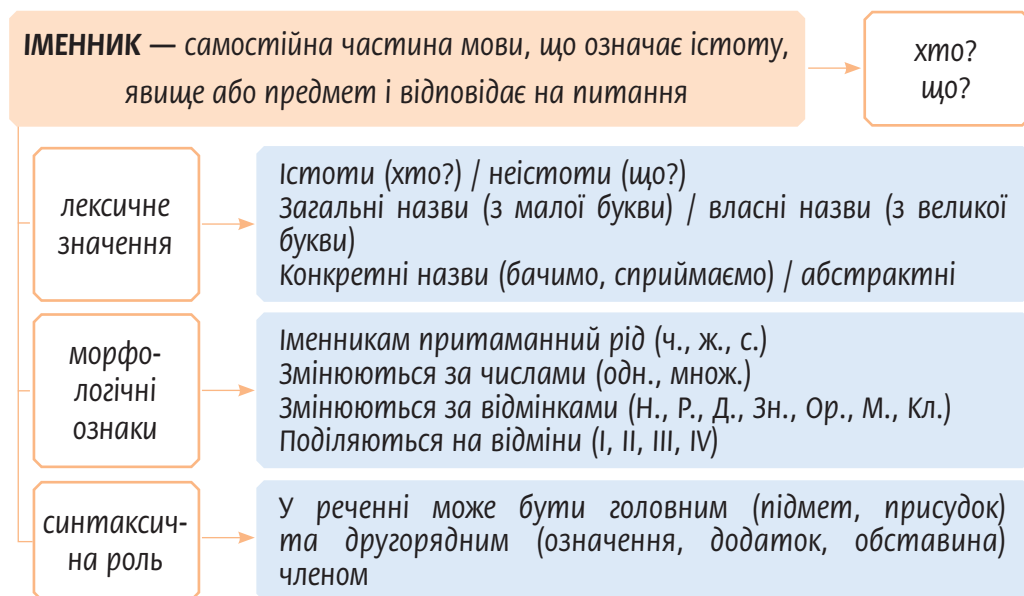 ІМЕННИК — самостійна частина мови, що означає істоту,
явище або предмет і відповідає на питання
хто?
що?
лексичне
значення
Істоти (хто?) / неістоти (що?)
Загальні назви (з малої букви) / власні назви (з великої
букви)
Конкретні назви (бачимо, сприймаємо) / абстрактні
морфо-
логічні
ознаки
Іменникам притаманний рід (ч., ж., с.)
Змінюються за числами (одн., множ.)
Змінюються за відмінками (Н., Р., Д., Зн., Ор., М., Кл.)
Поділяються на відміни (I, II, III, IV)
синтаксич-
на роль
У реченні може бути головним (підмет, присудок)
та другорядним (означення, додаток, обставина)
членом